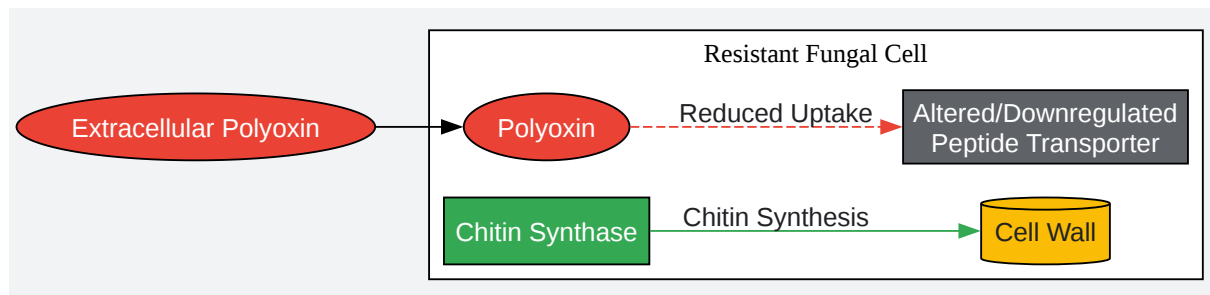 Resistant Fungal Cell
Extracellular Polyoxin
Polyoxin
Reduced Uptake
Altered/Downregulated
Peptide Transporter
Chitin Synthase
Chitin Synthesis
Cell Wall